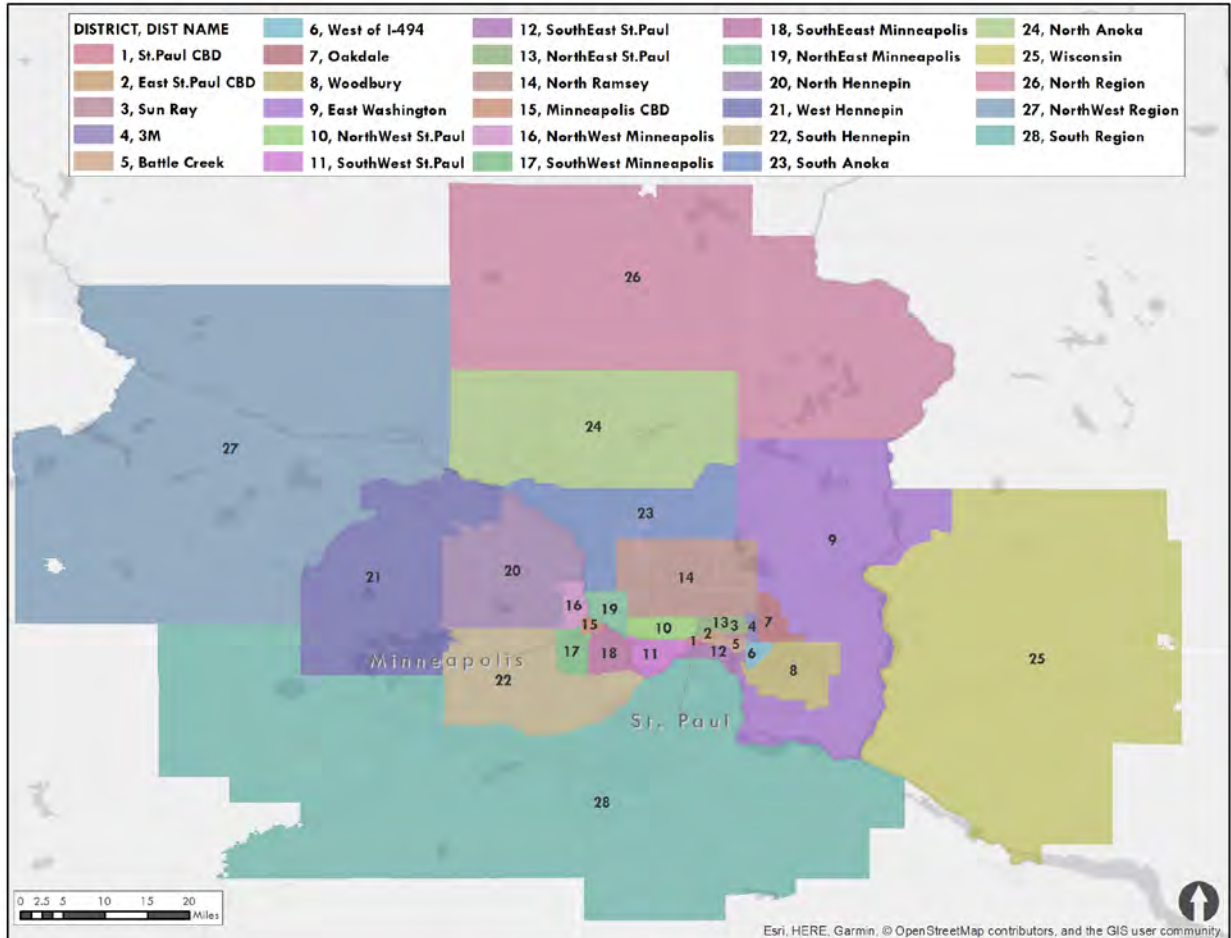 DISTRICT, DIST NAME
1, St.Paul CBD
2, East St.Paul CBD
3, Sun Ray
4, 3M
5, Battle Creek
6, West of I-494
7, Oakdale
8, Woodbury
9, East Washington
10, NorthWest St.Paul
11, SouthWest St.Paul
12, SouthEast St.Paul
13, NorthEast St.Paul
14, North Ramsey
15, Minneapolis CBD
16, NorthWest Minneapolis
17, SouthWest Minneapolis
18, SouthEeast Minneapolis
19, NorthEast Minneapolis
20, North Hennepin
21, West Hennepin
22, South Hennepin
23, South Anoka
24, North Anoka
25, Wisconsin
26, North Region
27, NorthWest Region
28, South Region
26
24
27
23
9
21
20
14
16
19
15
10
13
3
4
7
2
1
5
17
18
11
12
6
8
25
Minneapolis
22
St. Paul
28
0 2.5 5 10 15 20
Miles
Esri, HERE, Garmin, © OpenStreetMap contributors, and the GIS user community